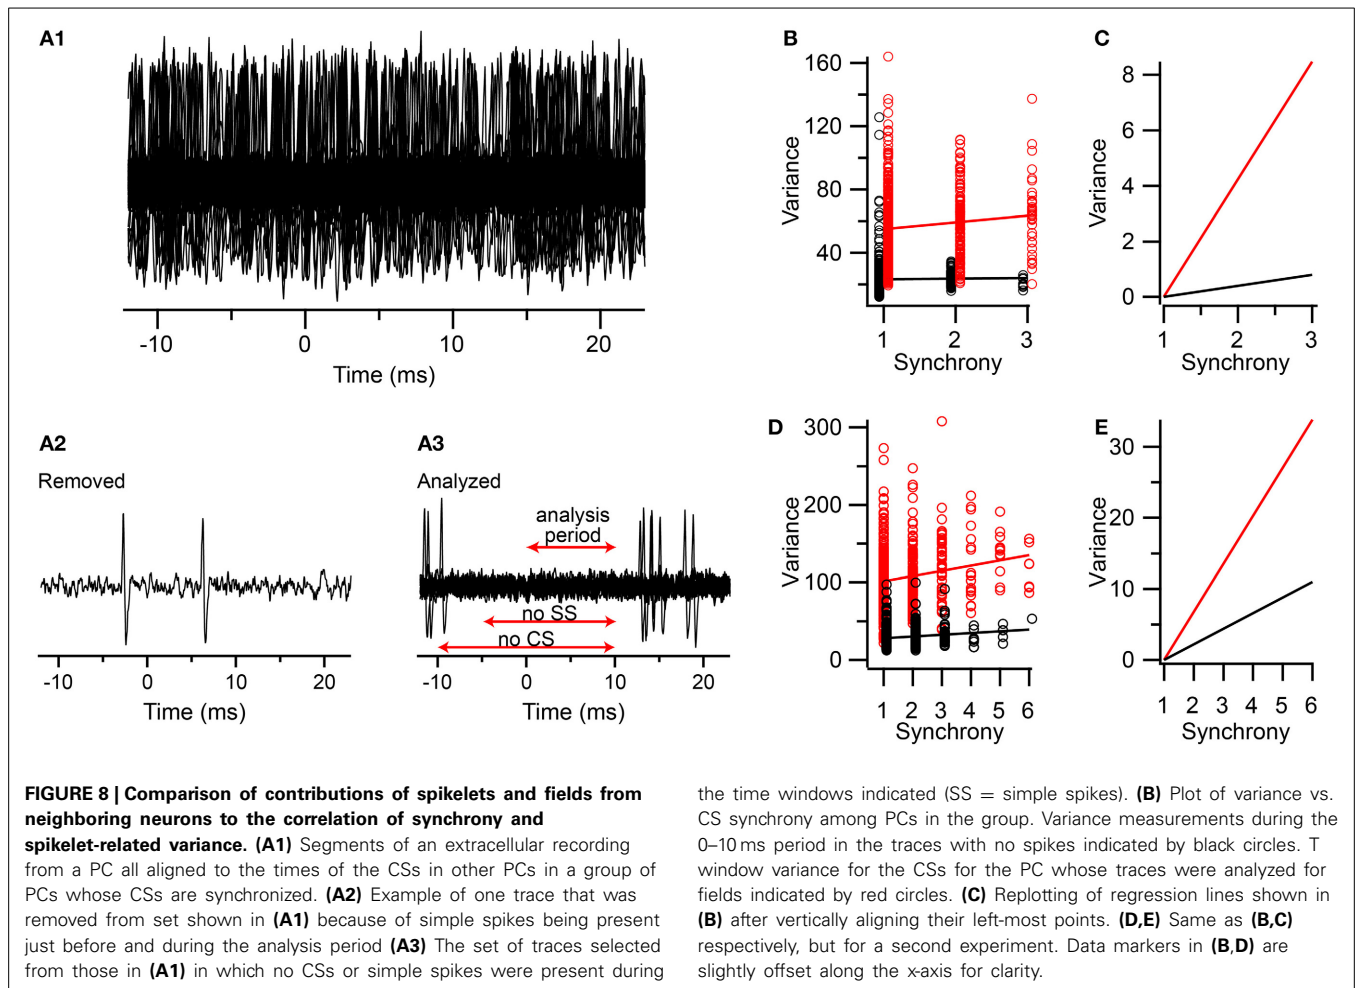 A1
-10
0
10
20
Time (ms)
B
160
120
80
40
Variance
1
2
3
Synchrony
C
8
6
4
2
0
Variance
1
2
3
Synchrony
A2
Removed
0
20
Time (ms)
A3
Analyzed
analysis
period
no SS
no CS
-10
0
10
20
Time (ms)
D
300
200
100
0
Variance
1
2
3
4
5
6
Synchrony
E
30
20
10
0
Variance
1
2
3
4
5
6
Synchrony
FIGURE 8 | Comparison of contributions of spikelets and fields from
neighboring neurons to the correlation of synchrony and
spikelet-related variance. (A1) Segments of an extracellular recording
from a PC all aligned to the times of the CSs in other PCs in a group of
PCs whose CSs are synchronized. (A2) Example of one trace that was
removed from set shown in (A1) because of simple spikes being present
just before and during the analysis period (A3) The set of traces selected
from those in (A1) in which no CSs or simple spikes were present during
the time windows indicated (SS = simple spikes). (B) Plot of variance vs.
CS synchrony among PCs in the group. Variance measurements during the
0–10 ms period in the traces with no spikes indicated by black circles. T
window variance for the CSs for the PC whose traces were analyzed for
fields indicated by red circles. (C) Replotting of regression lines shown in
(B) after vertically aligning their left-most points. (D,E) Same as (B,C)
respectively, but for a second experiment. Data markers in (B,D) are
slightly offset along the x-axis for clarity.